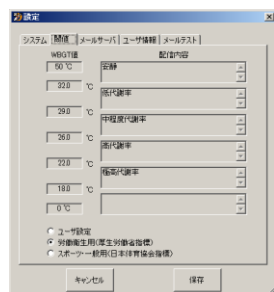 設定
システム 閾値 メールサーバ ユーザ情報 メールテスト
WBGT値 配信内容
50 ℃ 安静
32.0 ℃
低代謝率
29.0 ℃
中程度代謝率
26.0 ℃
高代謝率
22.0 ℃
極高代謝率
18.0 ℃
0 ℃
ユーザ設定
労働衛生用(厚生労働省指標)
スポーツ・一般用(日本体育協会指標)
キャンセル 保存